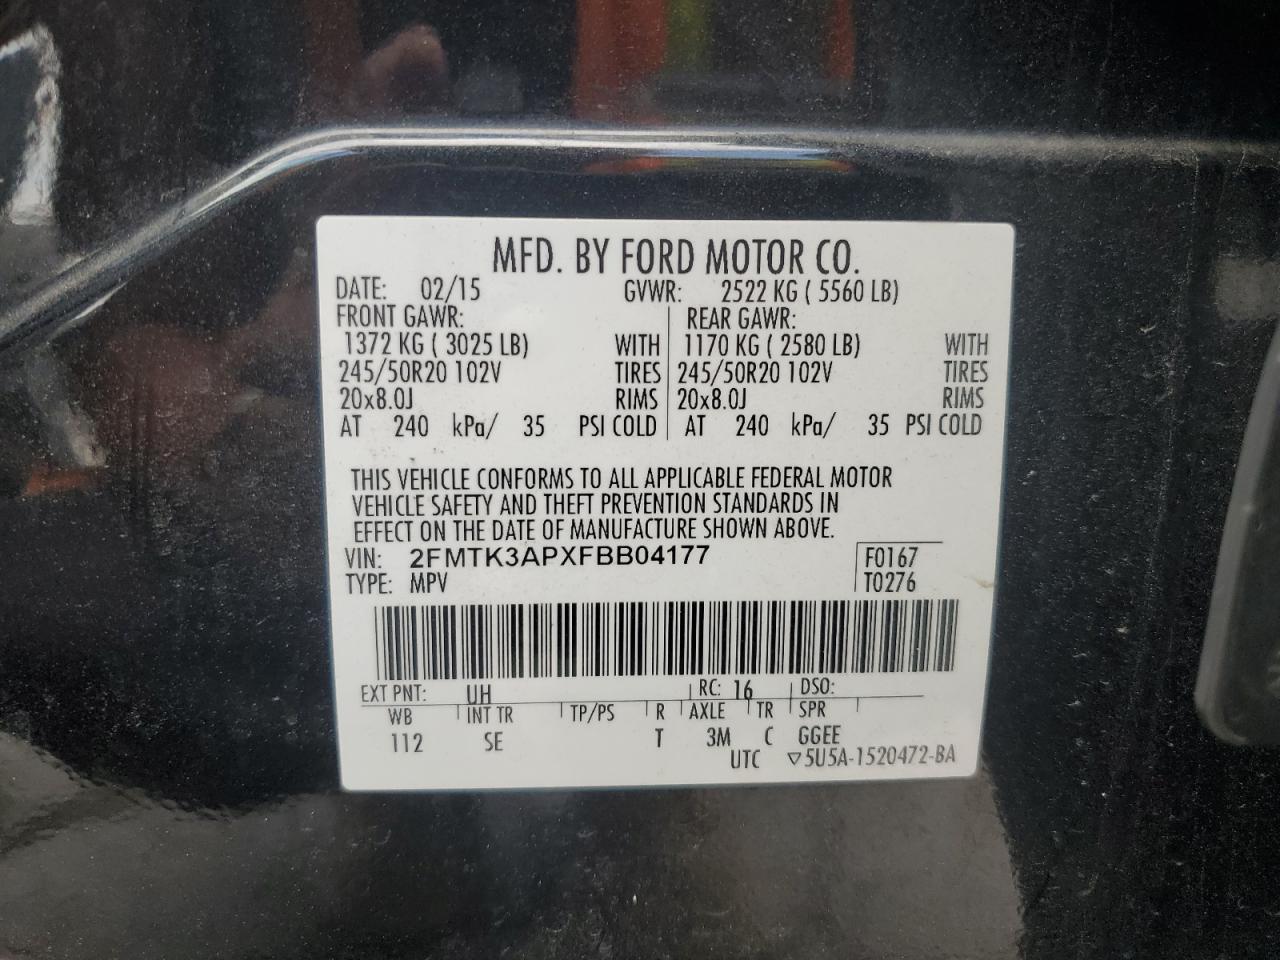 MFD. BY FORD MOTOR CO.
DATE: 02/15 GVWR: 2522 KG ( 5560 LB)
FRONT GAWR: REAR GAWR:
1372 KG ( 3025 LB) WITH 1170 KG ( 2580 LB) WITH
245/50R20 102V TIRES 245/50R20 102V TIRES
20x8.0J RIMS 20x8.0J RIMS
AT 240 kPa/ 35 PSI COLD AT 240 kPa/ 35 PSI COLD
THIS VEHICLE CONFORMS TO ALL APPLICABLE FEDERAL MOTOR
VEHICLE SAFETY AND THEFT PREVENTION STANDARDS IN
EFFECT ON THE DATE OF MANUFACTURE SHOWN ABOVE.
VIN: 2FMTK3APXFBB04177 F0167
TYPE: MPV T0276
EXT PNT: UH RC: 16 DSO:
WB INT TR TP/PS R AXLE TR SPR
112 SE T 3M C GGEE
UTC ▽5U5A-1520472-BA